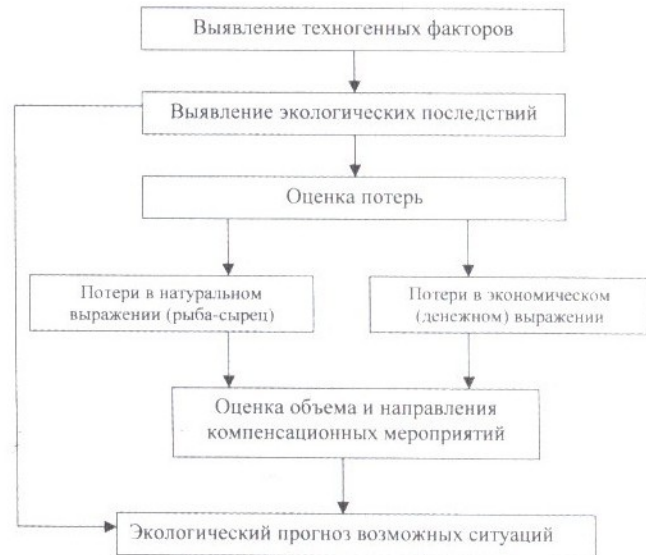 Выявление техногенных факторов
Выявление экологических последствий
Оценка потерь
Потери в натуральном
выражении (рыба-сырец)
Потери в экономическом
(денежном) выражении
Оценка объема и направления
компенсационных мероприятий
Экологический прогноз возможных ситуаций